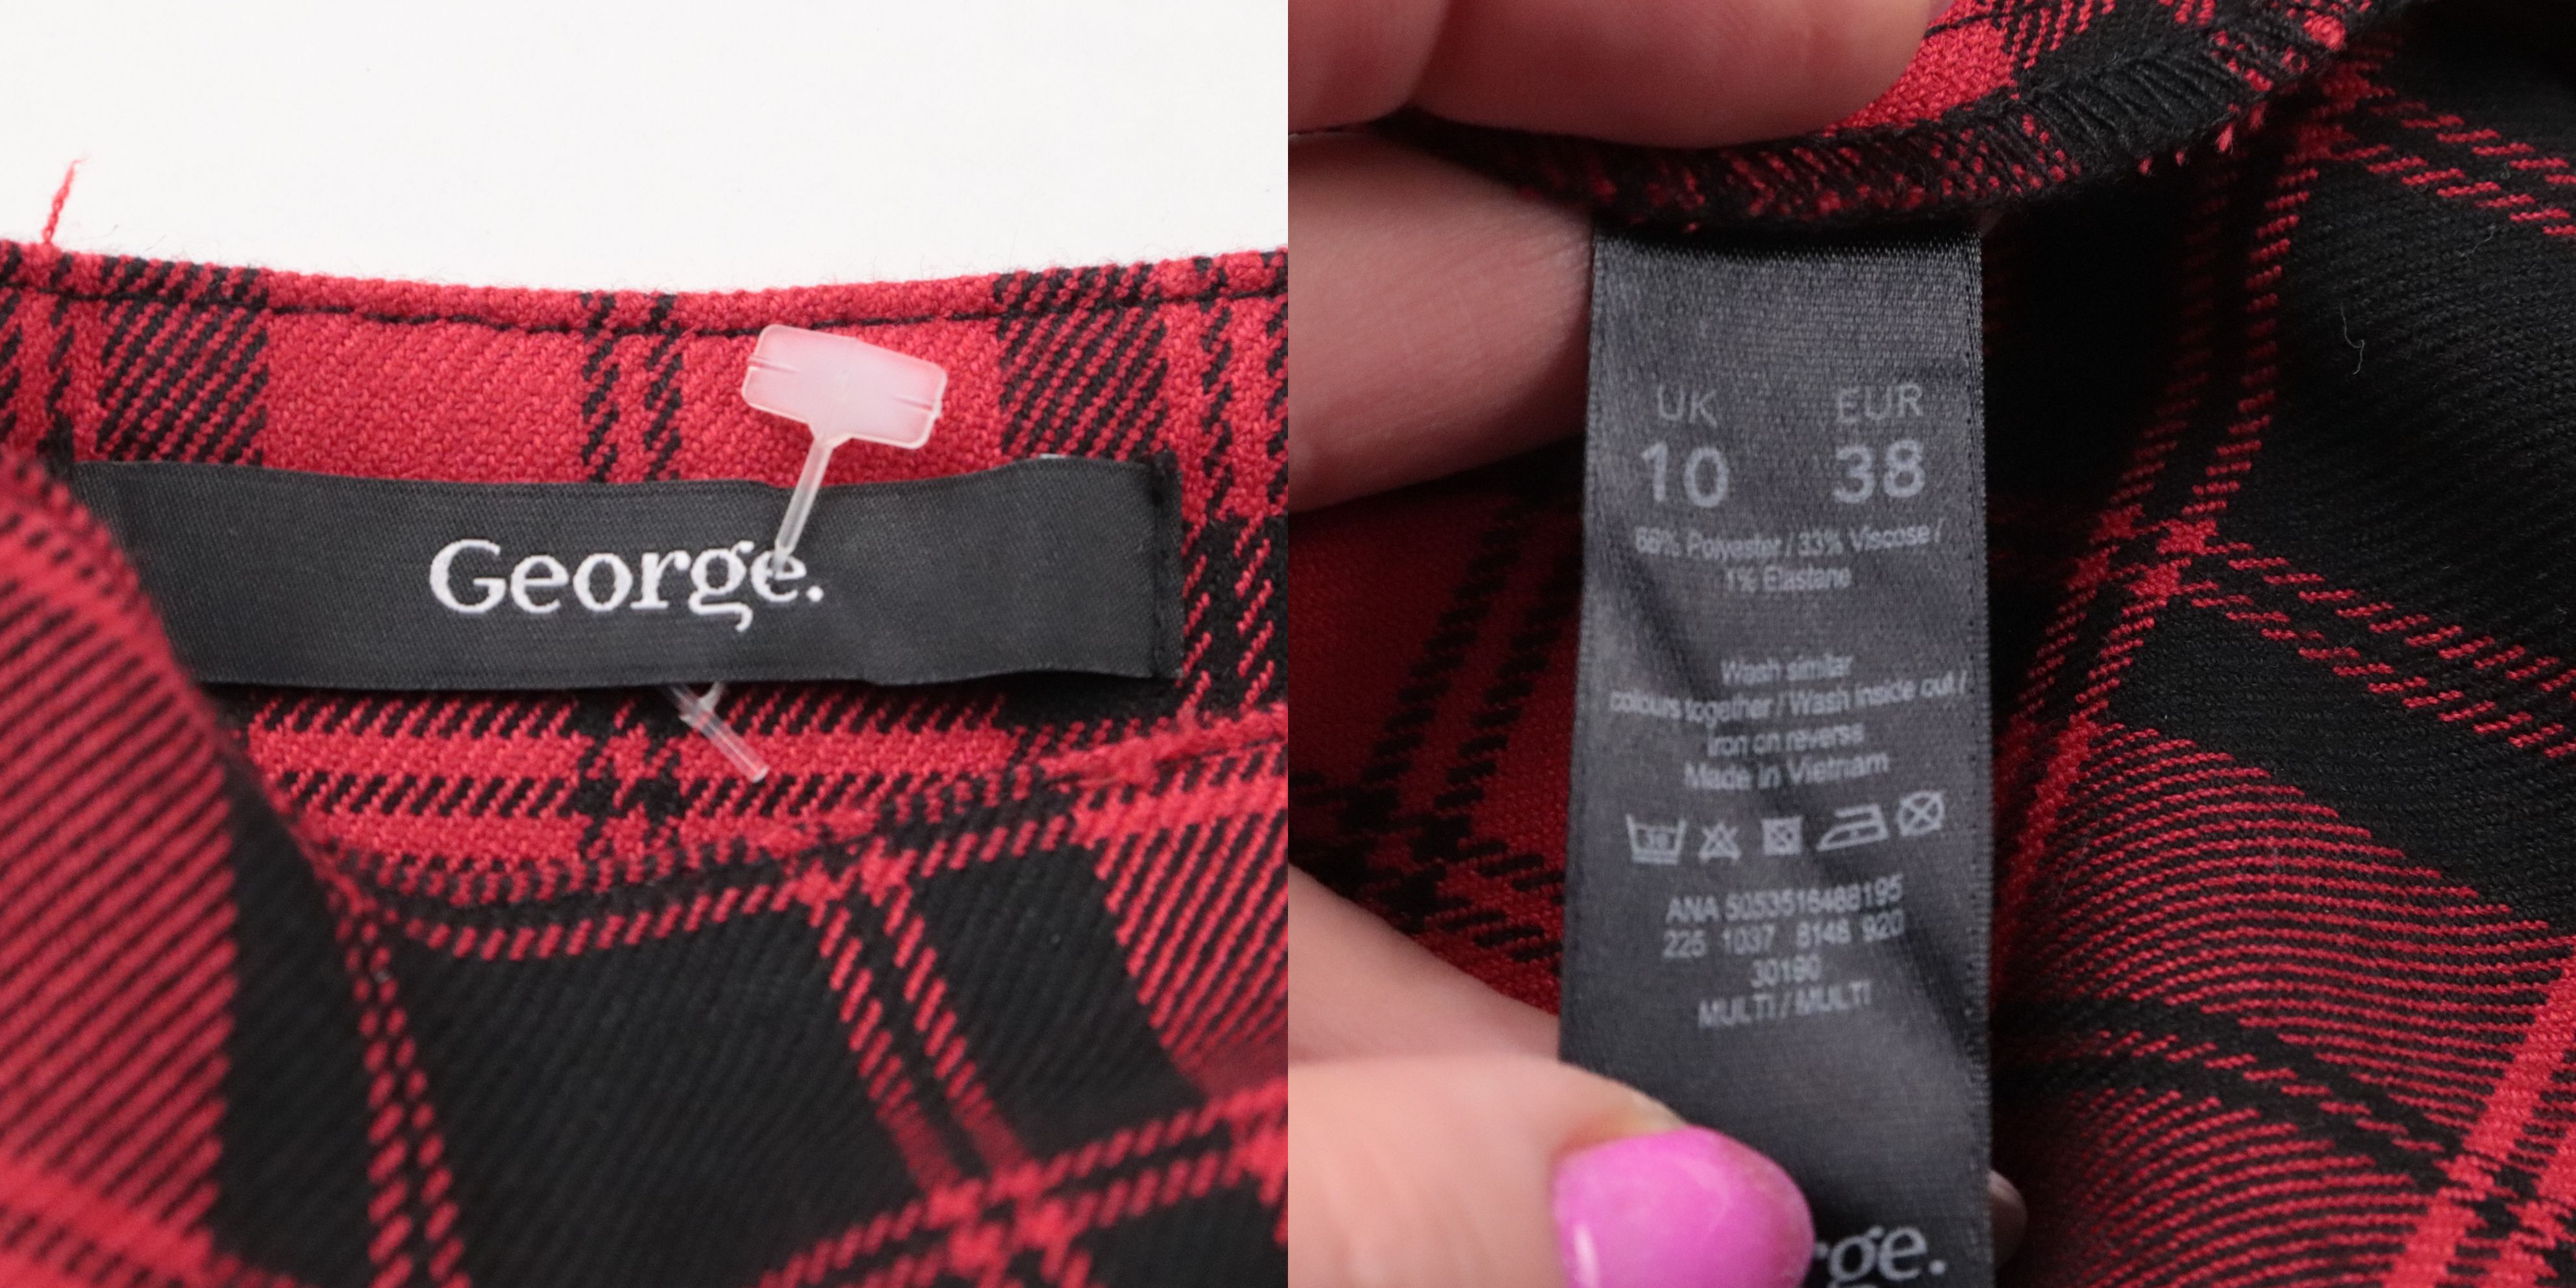 George.
UK EUR
10 38
66% Polyester / 33% Viscose /
1% Elastane
Wash similar
colours together / Wash inside out /
Iron on reverse
Made In Vietnam
30
ANA 5053516488195
225 1037 8148 920
30190
MULTI / MULTI
rge.